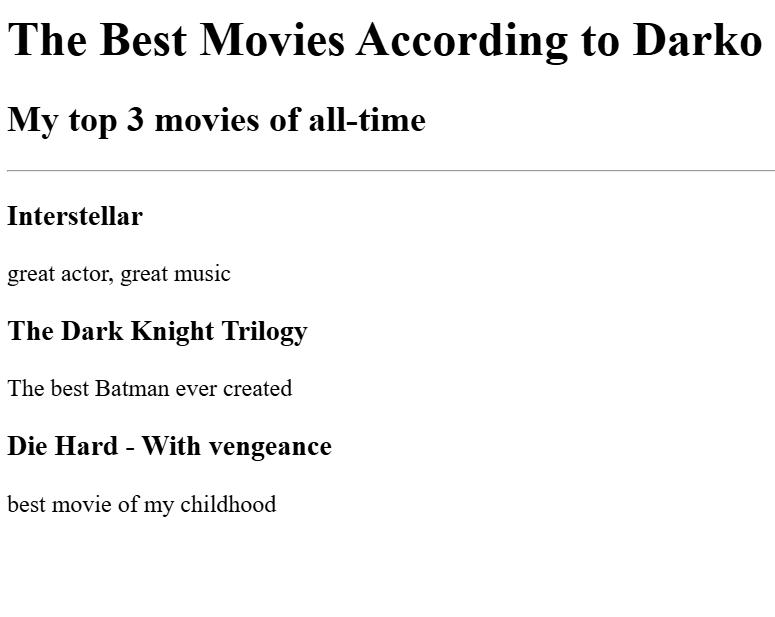 The Best Movies According to Darko
My top 3 movies of all-time
Interstellar
great actor, great music
The Dark Knight Trilogy
The best Batman ever created
Die Hard - With vengeance
best movie of my childhood